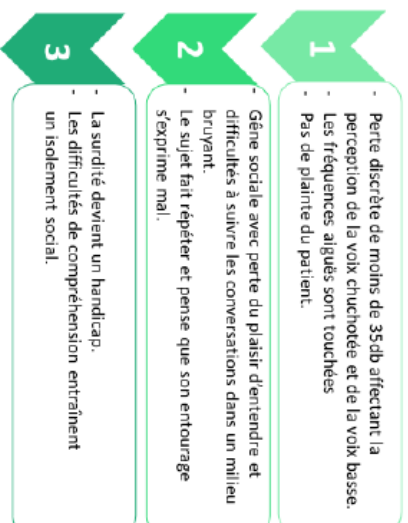 1
- Perte discrète de moins de 35db affectant la
perception de la voix chuchotée et de la voix basse.
- Les fréquences aiguës sont touchées
- Pas de plainte du patient.
2
- Gêne sociale avec perte du plaisir d'entendre et
difficultés à suivre les conversations dans un milieu
bruyant.
- Le sujet fait répéter et pense que son entourage
s'exprime mal.
3
- La surdité devient un handicap.
- Les difficultés de compréhension entraînent
un isolement social.